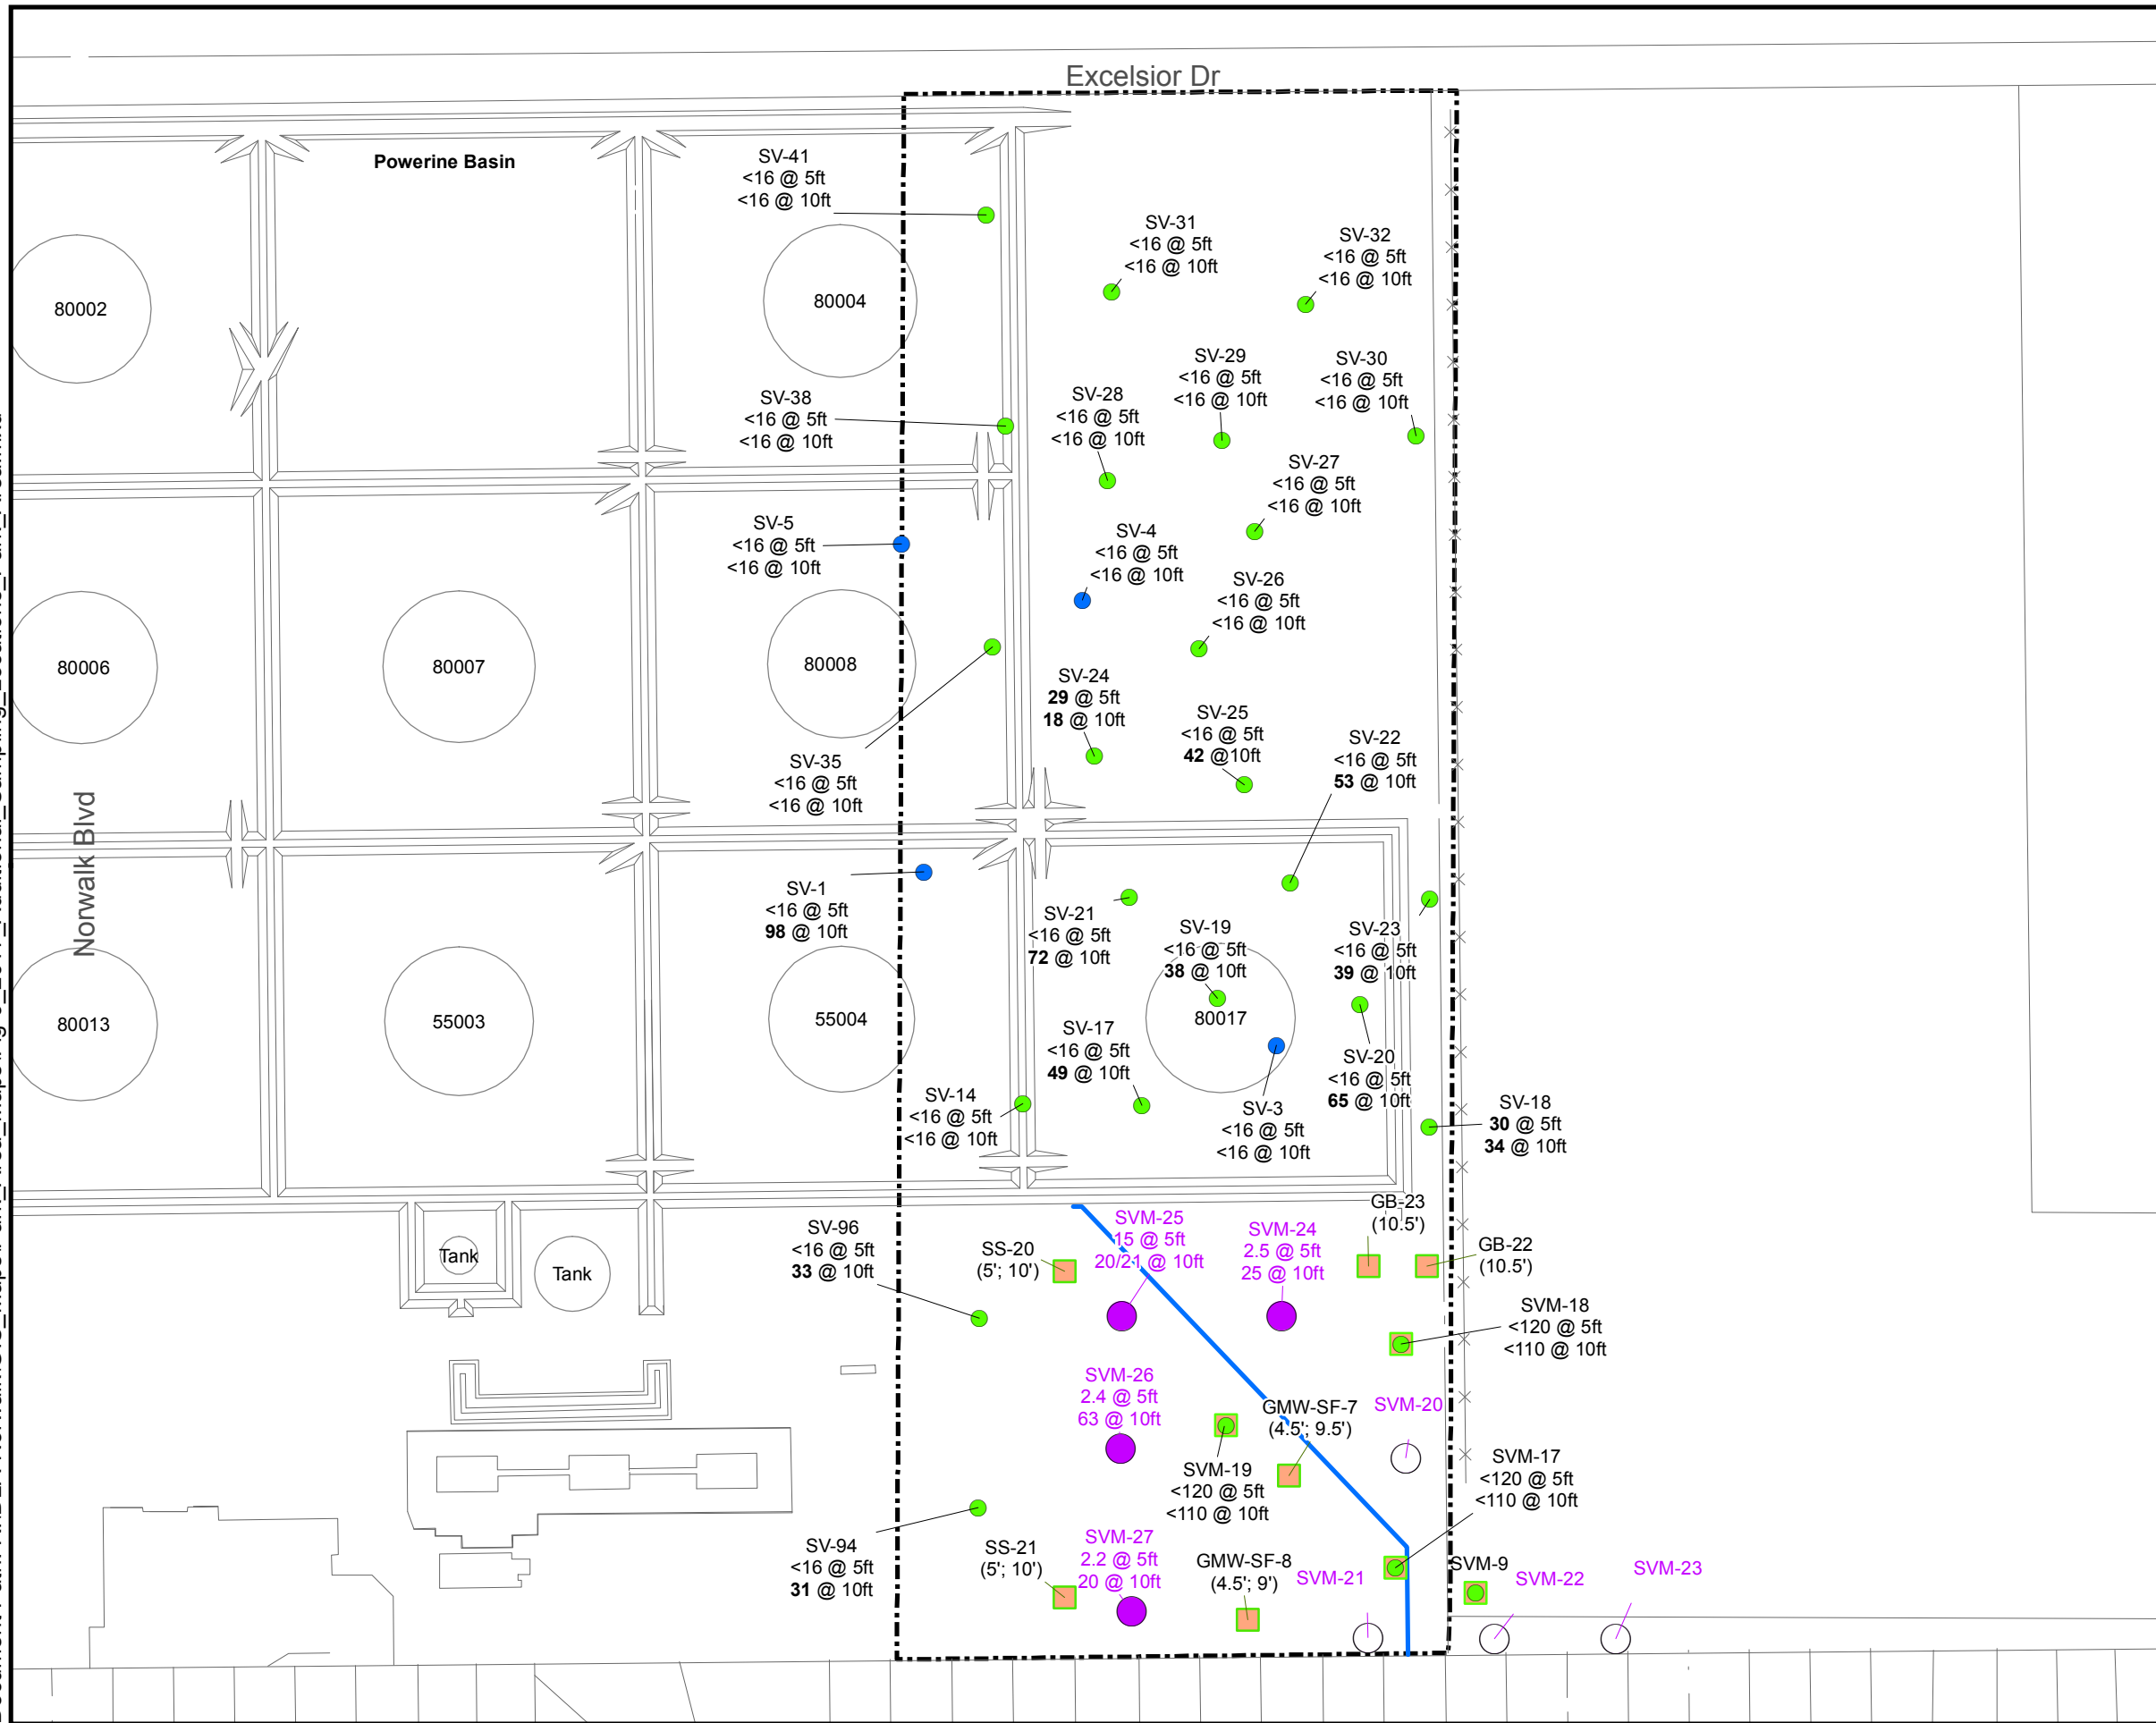 Excelsior Dr
Powerine Basin
SV-41
<16 @ 5ft
<16 @ 10ft
SV-31
<16 @ 5ft
<16 @ 10ft
SV-32
<16 @ 5ft
<16 @ 10ft
80002
80004
SV-29
<16 @ 5ft
<16 @ 10ft
SV-30
<16 @ 5ft
<16 @ 10ft
SV-38
<16 @ 5ft
<16 @ 10ft
SV-28
<16 @ 5ft
<16 @ 10ft
SV-27
<16 @ 5ft
<16 @ 10ft
SV-5
<16 @ 5ft
<16 @ 10ft
SV-4
<16 @ 5ft
<16 @ 10ft
SV-26
<16 @ 5ft
<16 @ 10ft
80006
80007
80008
SV-24
29 @ 5ft
18 @ 10ft
SV-25
<16 @ 5ft
42 @10ft
SV-22
<16 @ 5ft
53 @ 10ft
SV-35
<16 @ 5ft
<16 @ 10ft
Norwalk Blvd
SV-1
<16 @ 5ft
98 @ 10ft
SV-21
<16 @ 5ft
72 @ 10ft
SV-19
<16 @ 5ft
38 @ 10ft
SV-23
<16 @ 5ft
39 @ 10ft
80013
55003
55004
80017
SV-17
<16 @ 5ft
49 @ 10ft
SV-20
<16 @ 5ft
65 @ 10ft
SV-14
<16 @ 5ft
<16 @ 10ft
SV-3
<16 @ 5ft
<16 @ 10ft
SV-18
30 @ 5ft
34 @ 10ft
GB-23
(10.5')
SV-96
<16 @ 5ft
33 @ 10ft
SS-20
(5'; 10')
SVM-25
15 @ 5ft
20/21 @ 10ft
SVM-24
2.5 @ 5ft
25 @ 10ft
GB-22
(10.5')
Tank
Tank
SVM-18
<120 @ 5ft
<110 @ 10ft
SVM-26
2.4 @ 5ft
63 @ 10ft
GMW-SF-7
(4.5'; 9.5')
SVM-20
SVM-19
<120 @ 5ft
<110 @ 10ft
SVM-17
<120 @ 5ft
<110 @ 10ft
SV-94
<16 @ 5ft
31 @ 10ft
SS-21
(5'; 10')
SVM-27
2.2 @ 5ft
20 @ 10ft
GMW-SF-8
(4.5'; 9')
SVM-21
SVM-9
SVM-22
SVM-23